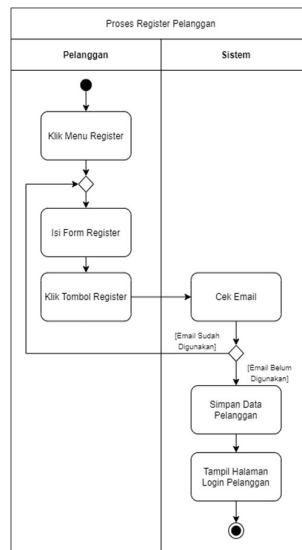 Proses Register Pelanggan
Pelanggan
Sistem
Klik Menu Register
Isi Form Register
Klik Tombol Register
Cek Email
[Email Sudah
Digunakan]
[Email Belum
Digunakan]
Simpan Data
Pelanggan
Tampil Halaman
Login Pelanggan